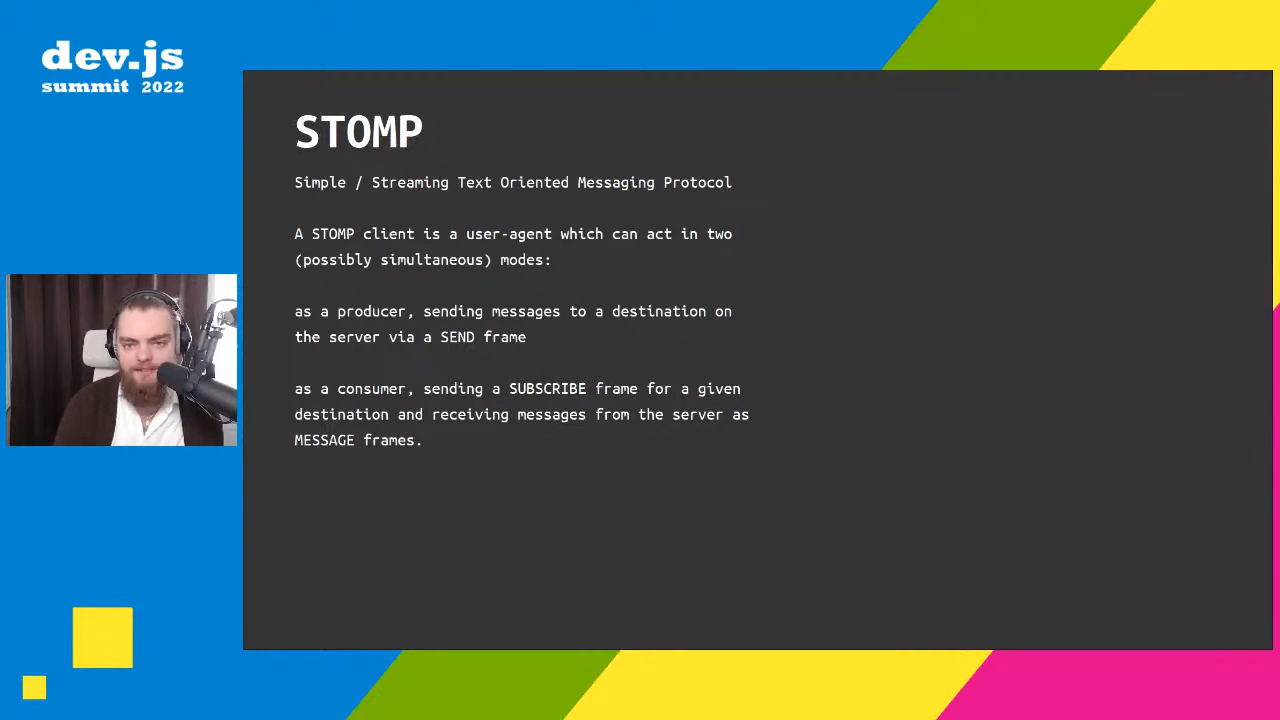 dev.js
summit 2022
STOMP
Simple / Streaming Text Oriented Messaging Protocol
A STOMP client is a user-agent which can act in two
(possibly simultaneous) modes:
as a producer, sending messages to a destination on
the server via a SEND frame
as a consumer, sending a SUBSCRIBE frame for a given
destination and receiving messages from the server as
MESSAGE frames.